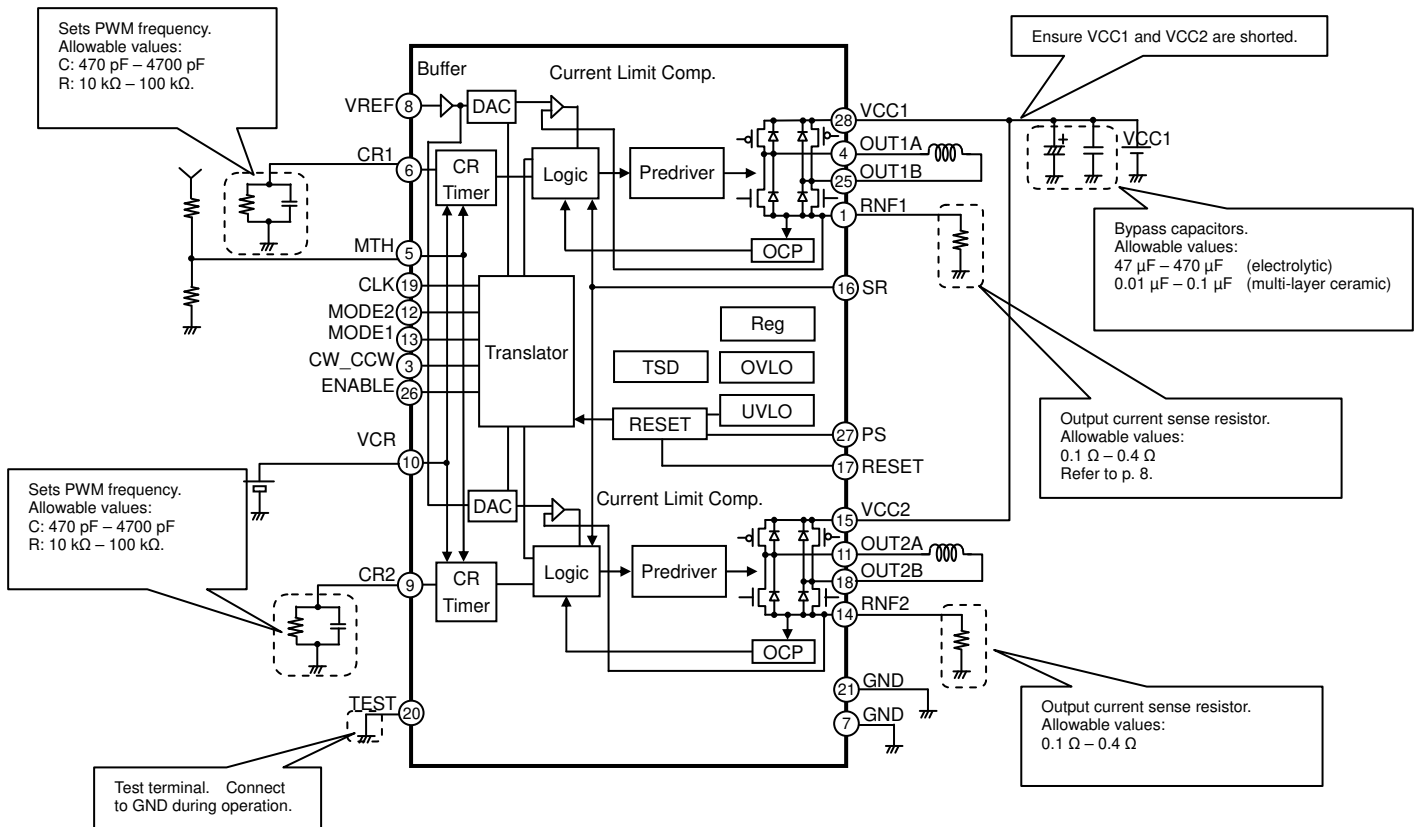 Sets PWM frequency.
Allowable values:
C: 470 pF – 4700 pF
R: 10 kΩ – 100 kΩ.
Ensure VCC1 and VCC2 are shorted.
Buffer
Current Limit Comp.
VREF
8
DAC
28
VCC1
VCC1
CR1
6
CR
Timer
Logic
Predriver
4
OUT1A
25
OUT1B
1
RNF1
OCP
MTH
5
CLK
19
MODE2
12
MODE1
13
CW_CCW
3
ENABLE
26
Translator
16
SR
Reg
TSD
OVLO
UVLO
RESET
27
PS
17
RESET
Bypass capacitors.
Allowable values:
47 µF – 470 µF (electrolytic)
0.01 µF – 0.1 µF (multi-layer ceramic)
Output current sense resistor.
Allowable values:
0.1 Ω – 0.4 Ω
Refer to p. 8.
VCR
10
Sets PWM frequency.
Allowable values:
C: 470 pF – 4700 pF
R: 10 kΩ – 100 kΩ.
DAC
Current Limit Comp.
15
VCC2
11
OUT2A
18
OUT2B
14
RNF2
CR2
9
CR
Timer
Logic
Predriver
OCP
TEST
20
21
GND
7
GND
Output current sense resistor.
Allowable values:
0.1 Ω – 0.4 Ω
Test terminal. Connect
to GND during operation.